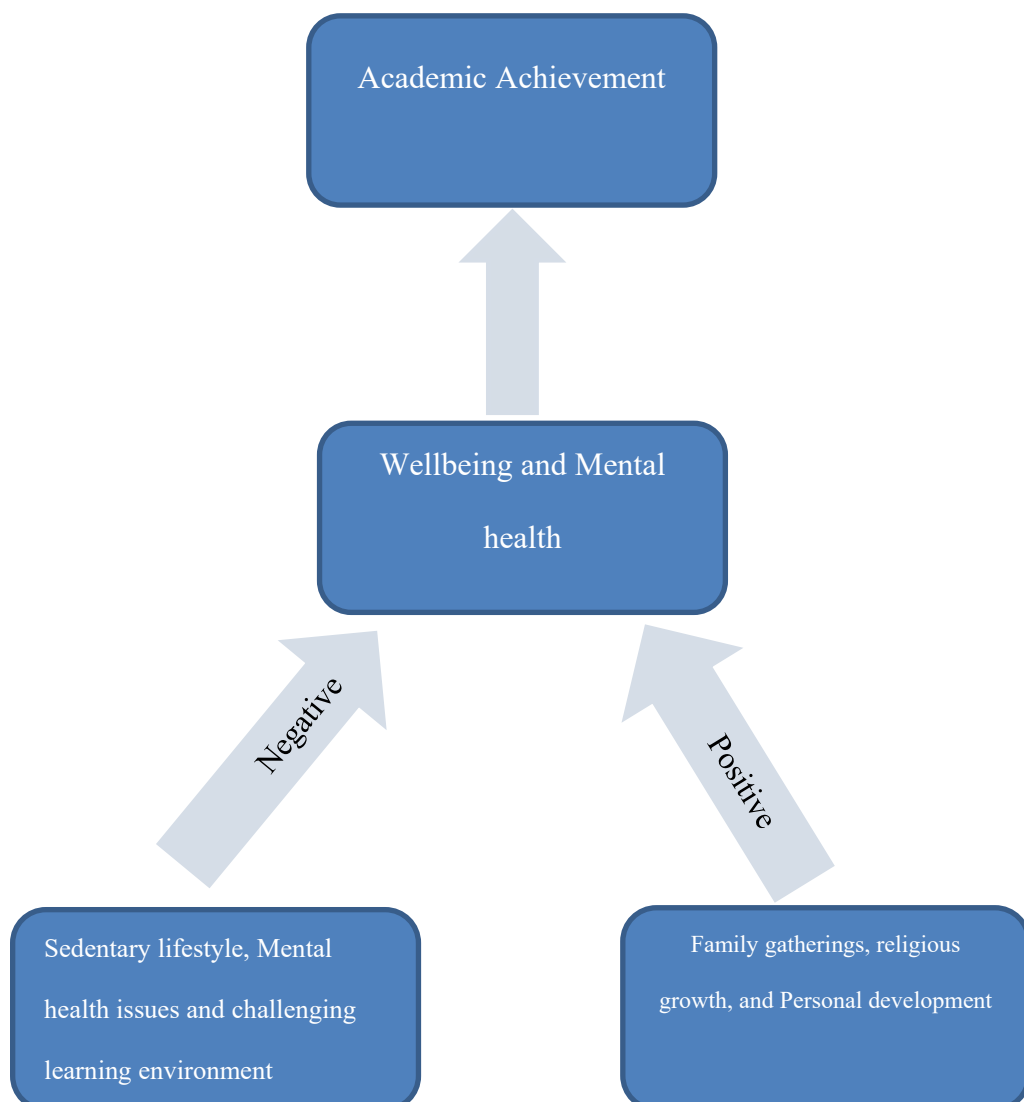 Academic Achievement
Wellbeing and Mental
health
Negative
Positive
Sedentary lifestyle, Mental
health issues and challenging
learning environment
Family gatherings, religious
growth, and Personal development